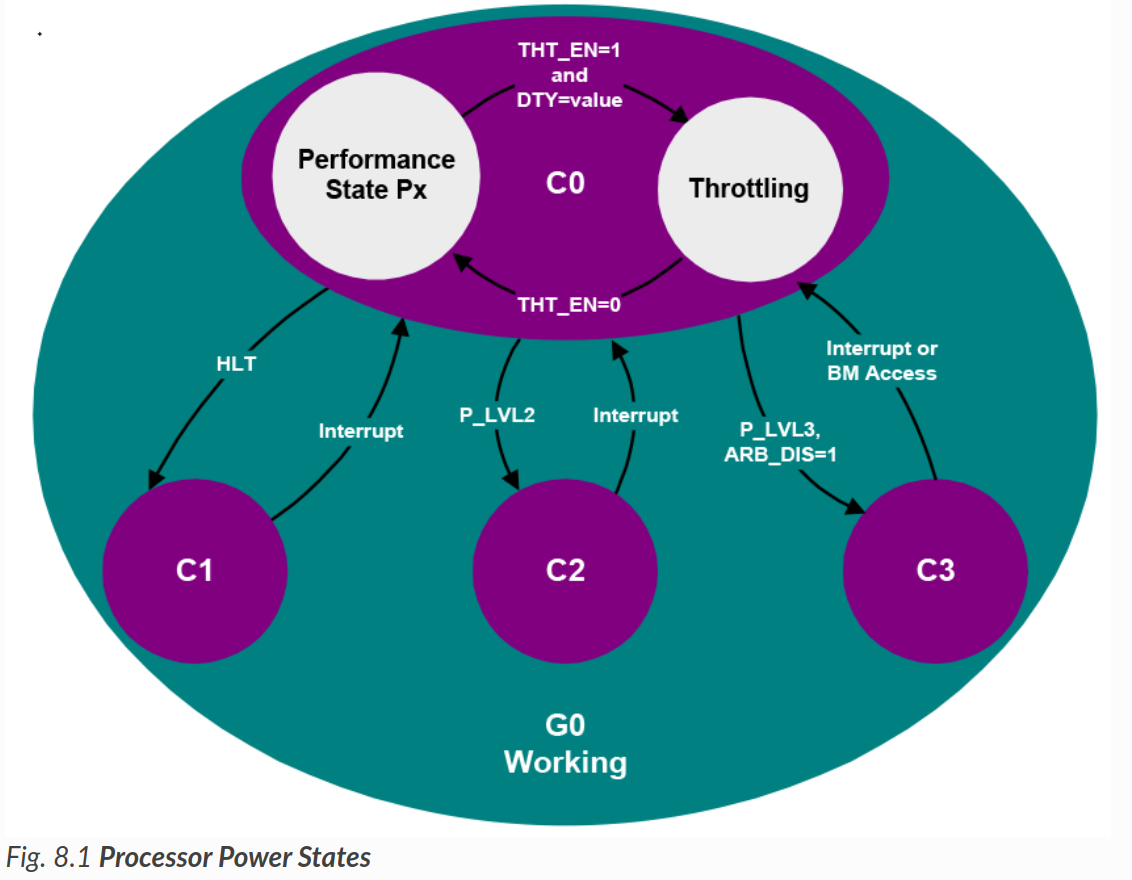 THT_EN=1
and
DTY=value
Performance
State Px
C0
Throttling
THT_EN=0
HLT
Interrupt
P_LVL2
Interrupt
P_LVL3,
ARB_DIS=1
Interrupt or
BM Access
C1
C2
C3
G0
Working
Fig. 8.1 Processor Power States